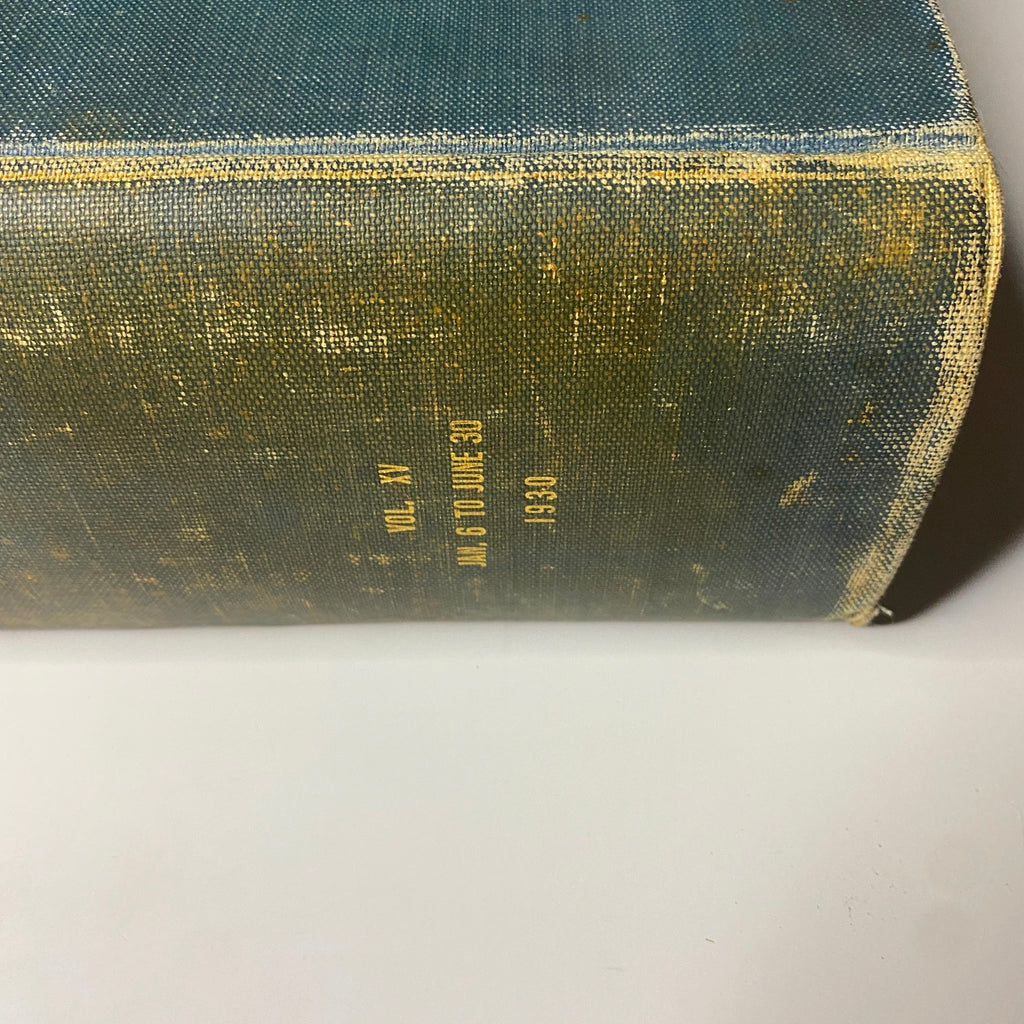 VOL. XV
JAN. 6 TO JUNE 30
1930